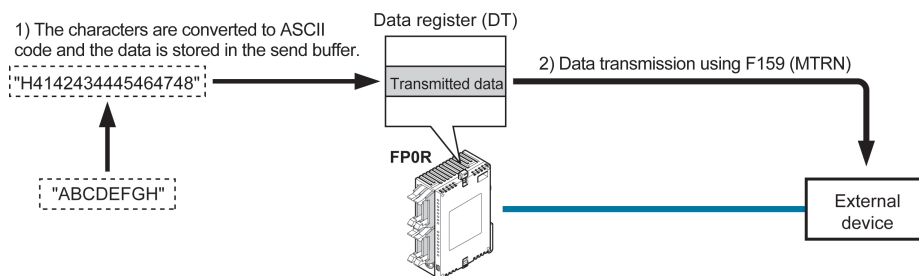 1) The characters are converted to ASCII
code and the data is stored in the send buffer.
Data register (DT)
"H4142434445464748"
Transmitted data
2) Data transmission using F159 (MTRN)
FP0R
"ABCDEFGH"
External
device